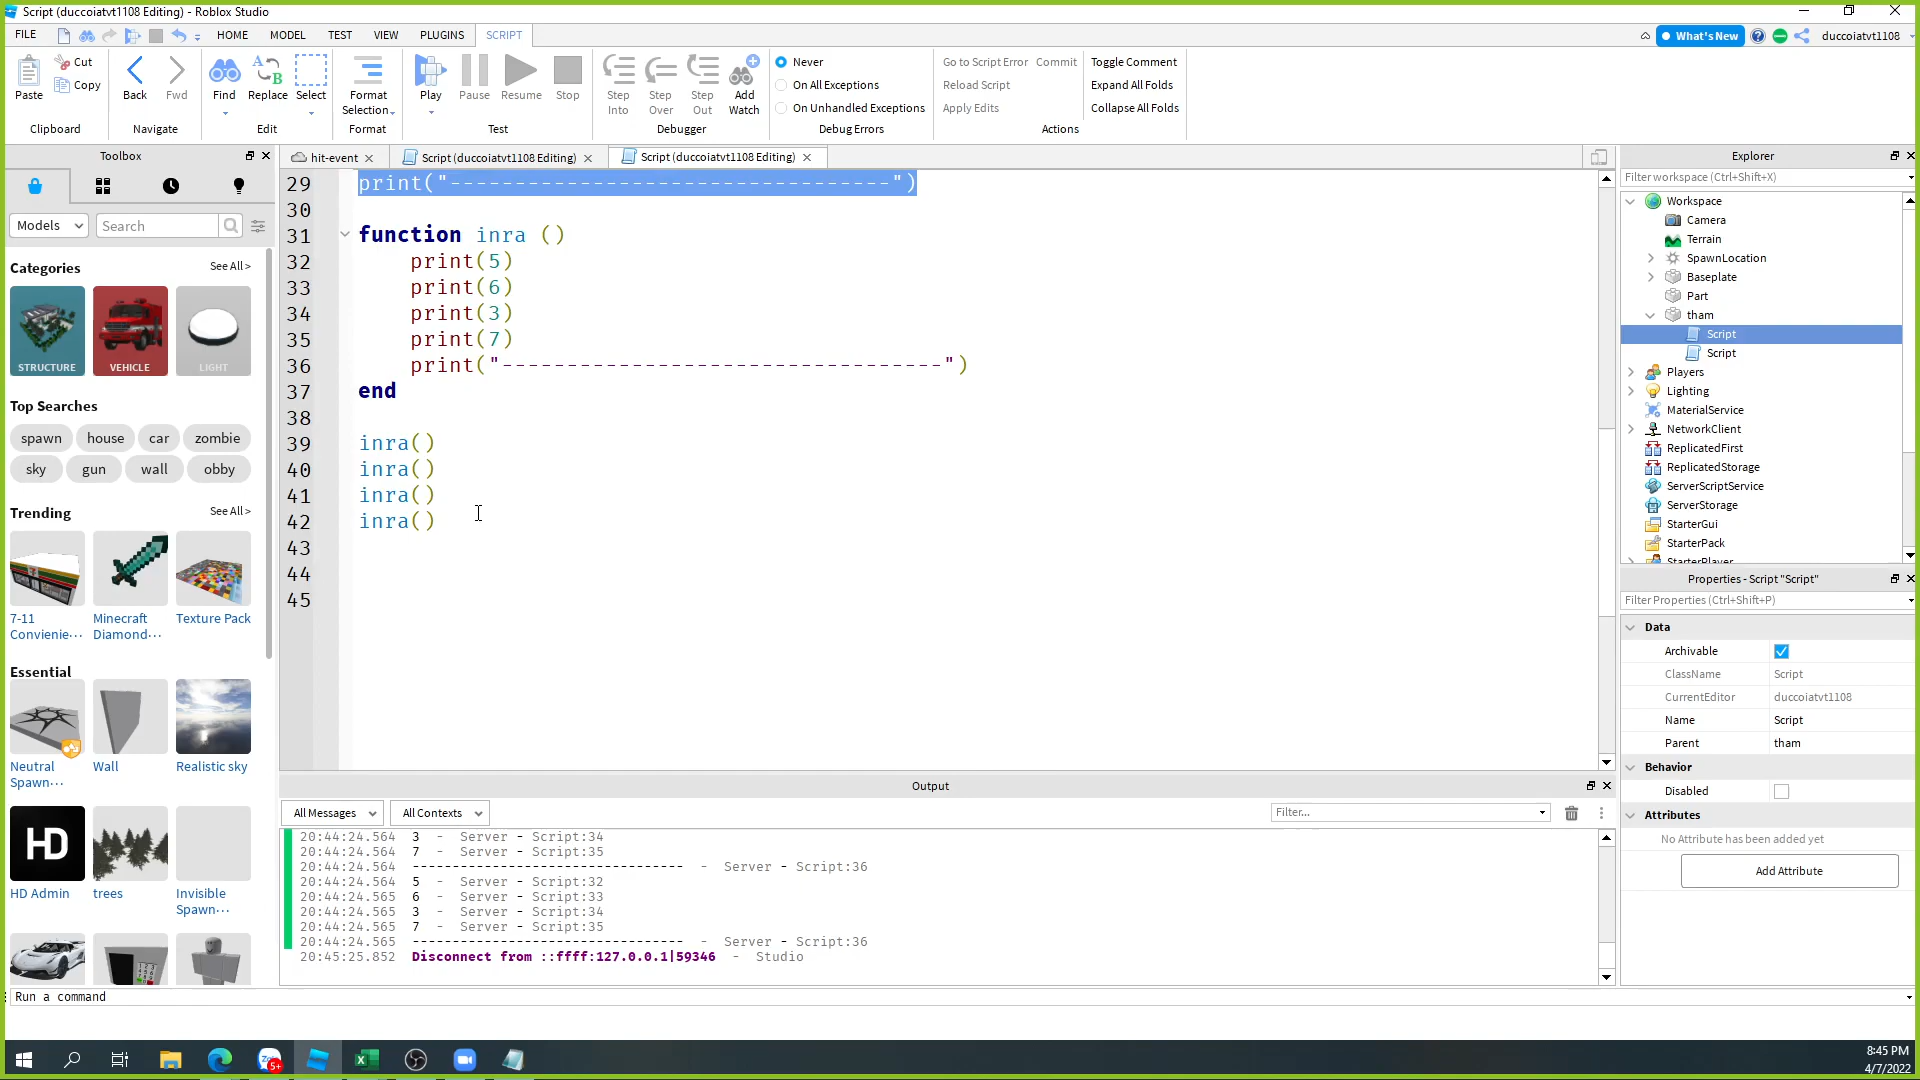 Script (duccoiatvt1108 Editing) - Roblox Studio
FILE HOME MODEL TEST VIEW PLUGINS SCRIPT What's New duccoiatvt1108
Paste Cut Copy Back Fwd Find Replace Select Format Selection Play Pause Resume Stop Step Into Step Over Step Out Add Watch
Never
On All Exceptions
On Unhandled Exceptions
Go to Script Error Commit
Reload Script
Apply Edits
Toggle Comment
Expand All Folds
Collapse All Folds
Clipboard Navigate Edit Format Test Debugger Debug Errors Actions
Toolbox
Models Search
Categories See All >
STRUCTURE VEHICLE LIGHT
Top Searches
spawn house car zombie
sky gun wall obby
Trending See All >
7-11 Convenie··· Minecraft Diamond··· Texture Pack
Essential
Neutral Spawn··· Wall Realistic sky
HD
HD Admin trees Invisible Spawn···
hit-event Script (duccoiatvt1108 Editing) Script (duccoiatvt1108 Editing)
29 print("----------------------------------")
30
31 function inra ()
32 print(5)
33 print(6)
34 print(3)
35 print(7)
36 print("----------------------------------")
37 end
38
39 inra()
40 inra()
41 inra()
42 inra()
43
44
45
Output
All Messages All Contexts Filter...
20:44:24.564 3 - Server - Script:34
20:44:24.564 7 - Server - Script:35
20:44:24.564 ---------------------------------- - Server - Script:36
20:44:24.564 5 - Server - Script:32
20:44:24.565 6 - Server - Script:33
20:44:24.565 3 - Server - Script:34
20:44:24.565 7 - Server - Script:35
20:44:24.565 ---------------------------------- - Server - Script:36
20:45:25.852 Disconnect from ::ffff:127.0.0.1|59346 - Studio
Run a command
Explorer
Filter workspace (Ctrl+Shift+X)
Workspace
Camera
Terrain
SpawnLocation
Baseplate
Part
tham
Script
Script
Players
Lighting
MaterialService
NetworkClient
ReplicatedFirst
ReplicatedStorage
ServerScriptService
ServerStorage
StarterGui
StarterPack
StarterPlayer
Properties - Script "Script"
Filter Properties (Ctrl+Shift+P)
Data
Archivable
ClassName Script
CurrentEditor duccoiatvt1108
Name Script
Parent tham
Behavior
Disabled
Attributes
No Attribute has been added yet
Add Attribute
5+
8:45 PM
4/7/2022